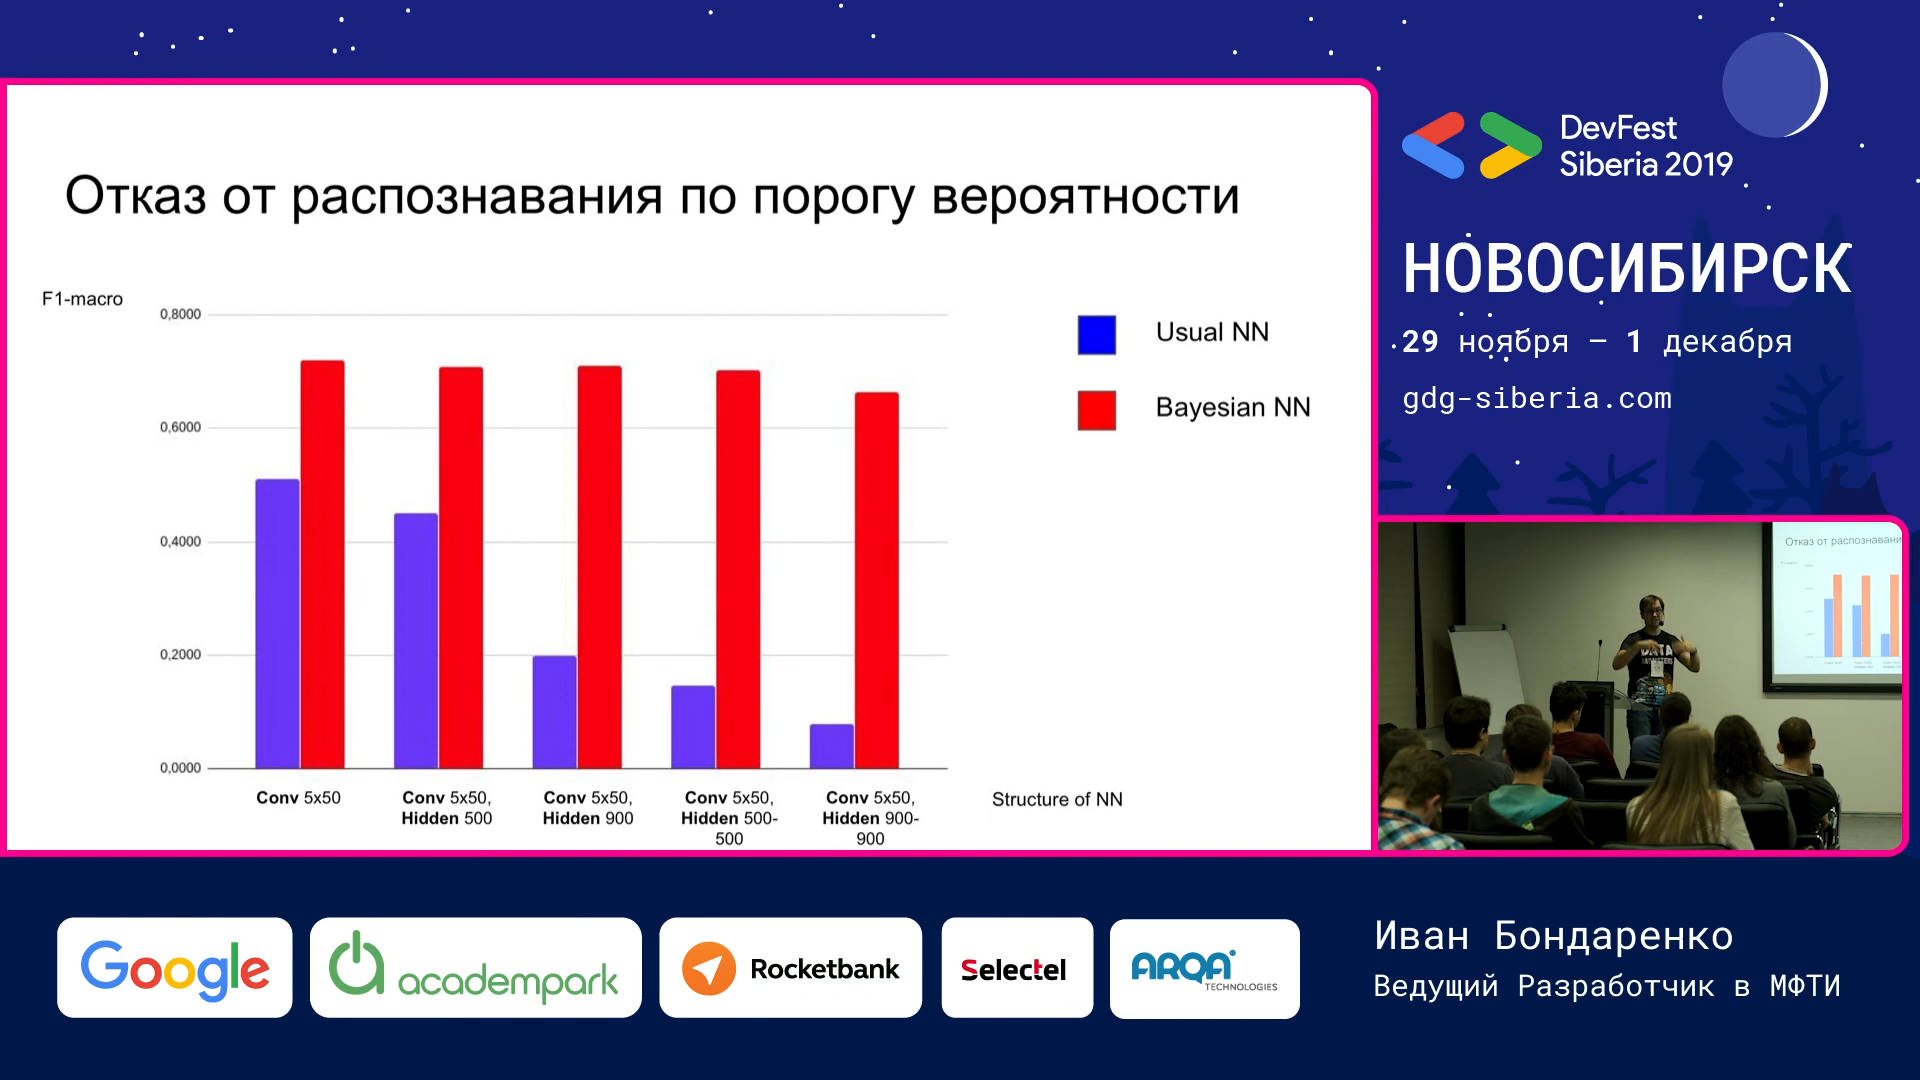 Отказ от распознавания по порогу вероятности
F1-macro
0,8000
0,6000
0,4000
0,2000
0,0000
Conv 5x50
Conv 5x50,
Hidden 500
Conv 5x50,
Hidden 900
Conv 5x50,
Hidden 500-
500
Conv 5x50,
Hidden 900-
900
Structure of NN
Usual NN
Bayesian NN
DevFest
Siberia 2019
НОВОСИБИРСК
29 ноября – 1 декабря
gdg-siberia.com
Отказ от распознавани
DATA
Google
academpark
Rocketbank
Selectel
ARQA
TECHNOLOGIES
Иван Бондаренко
Ведущий Разработчик в МФТИ